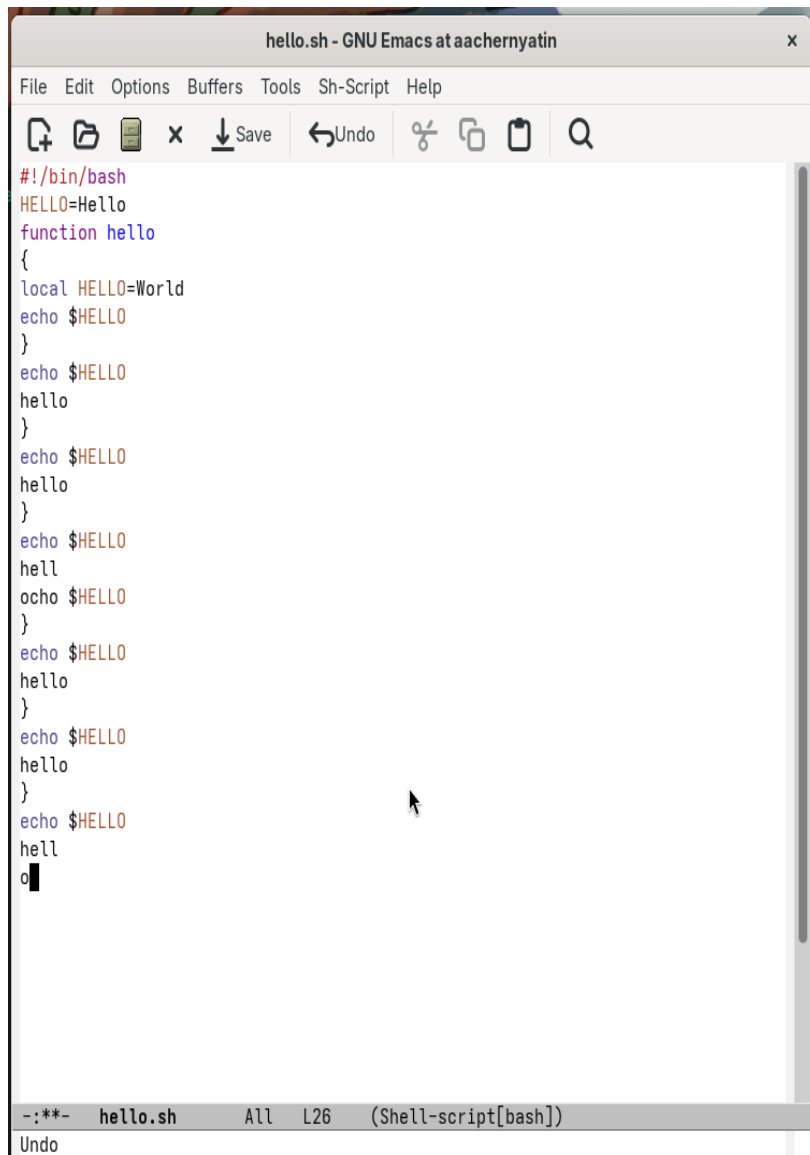 hello.sh - GNU Emacs at aachernyatin
File Edit Options Buffers Tools Sh-Script Help
Save Undo
#!/bin/bash
HELLO=Hello
function hello
{
local HELLO=World
echo $HELLO
}
echo $HELLO
hello
}
echo $HELLO
hello
}
echo $HELLO
hell
ocho $HELLO
}
echo $HELLO
hello
}
echo $HELLO
hello
}
echo $HELLO
hell
o
-:**- hello.sh All L26 (Shell-script[bash])
Undo